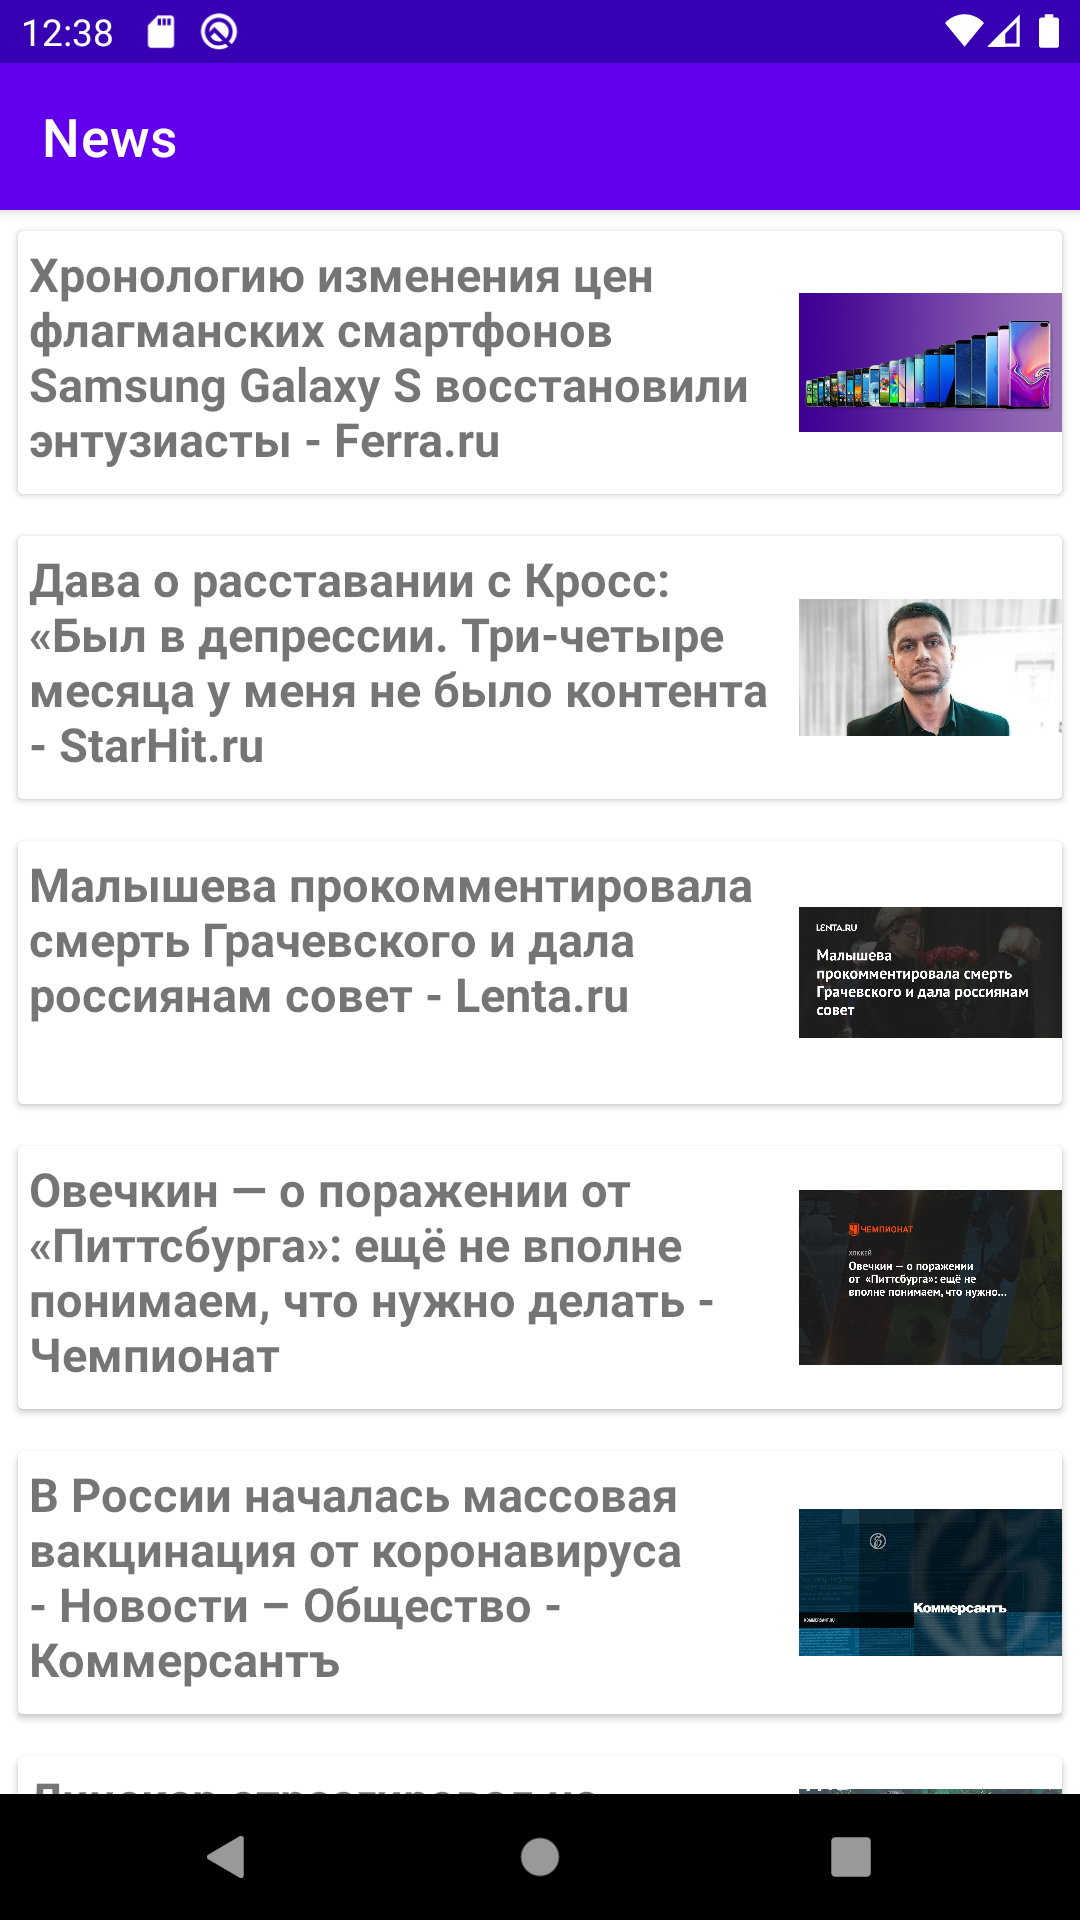 12:38
News
Хронологию изменения цен
флагманских смартфонов
Samsung Galaxy S восстановили
энтузиасты - Ferra.ru
Дава о расставании с Кросс:
«Был в депрессии. Три-четыре
месяца у меня не было контента
- StarHit.ru
Малышева прокомментировала
смерть Грачевского и дала
россиянам совет - Lenta.ru
LENTA.RU
Малышева
прокомментировала смерть
Грачевского и дала россиянам
совет
Овечкин — о поражении от
«Питтсбурга»: ещё не вполне
понимаем, что нужно делать -
Чемпионат
ЧЕМПИОНАТ
ХОККЕЙ
Овечкин — о поражении
от «Питтсбурга»: ещё не
вполне понимаем, что нужно...
В России началась массовая
вакцинация от коронавируса
- Новости – Общество -
Коммерсантъ
Коммерсантъ
KOMMERSANT.RU